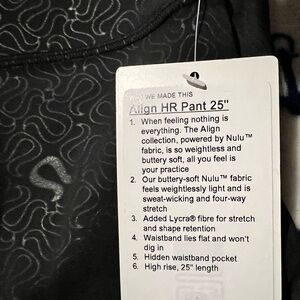 WE MADE THIS
Align HR Pant 25"
1. When feeling nothing is
everything. The Align
collection, powered by Nulu™
fabric, is so weightless and
buttery soft, all you feel is
your practice
2. Our buttery-soft Nulu™ fabric
feels weightlessly light and is
sweat-wicking and four-way
stretch
3. Added Lycra® fibre for stretch
and shape retention
4. Waistband lies flat and won't
dig in
5. Hidden waistband pocket
6. High rise, 25" length